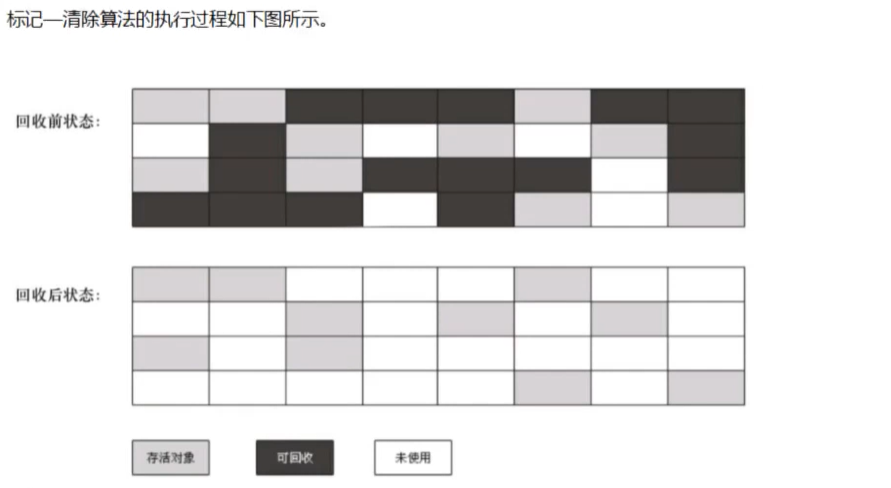 标记—清除算法的执行过程如下图所示。
回收前状态：
回收后状态：
存活对象
可回收
未使用